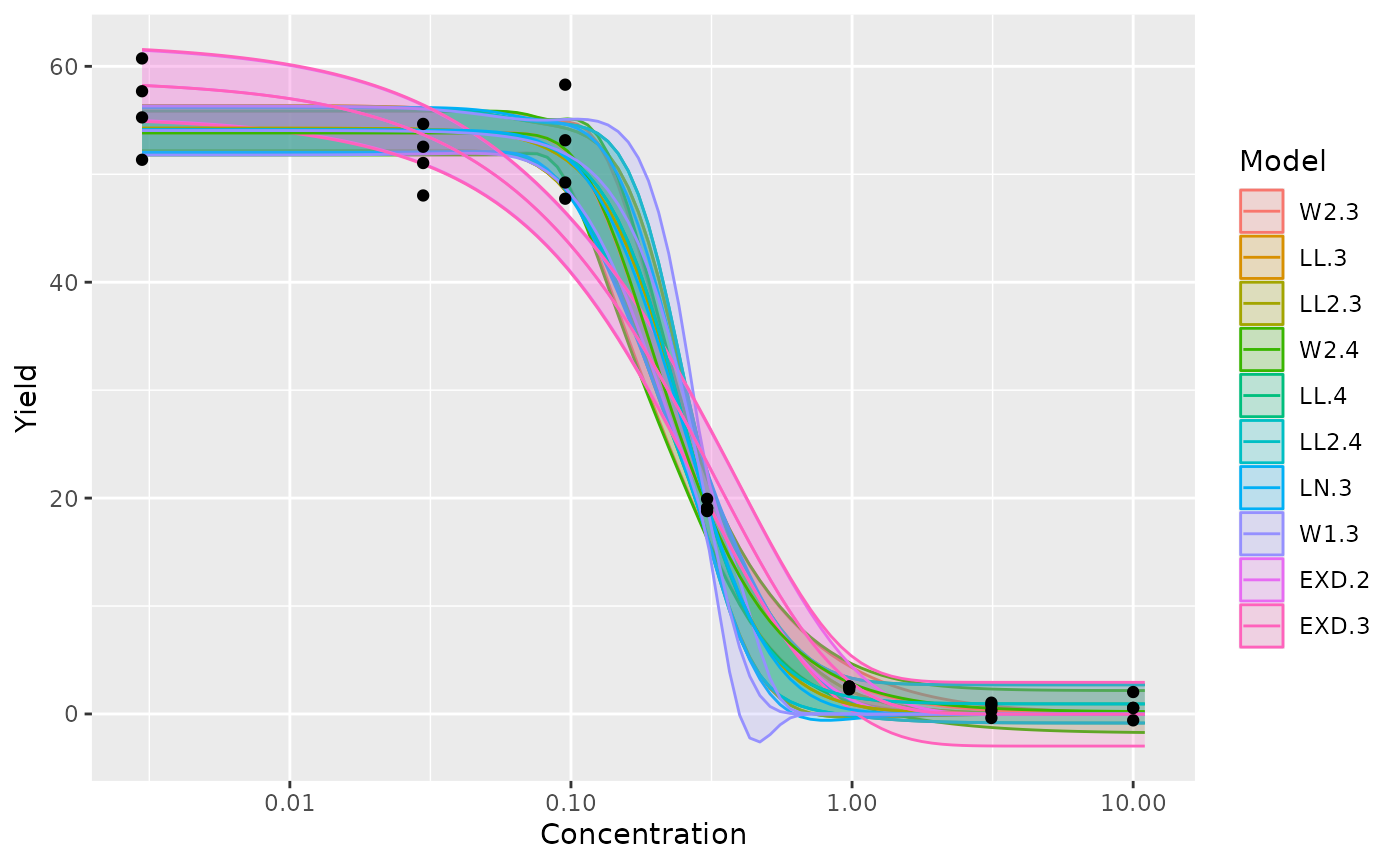 60
40
20
0
Yield
0.01
0.10
1.00
10.00
Concentration
Model
W2.3
LL.3
LL2.3
W2.4
LL.4
LL2.4
LN.3
W1.3
EXD.2
EXD.3